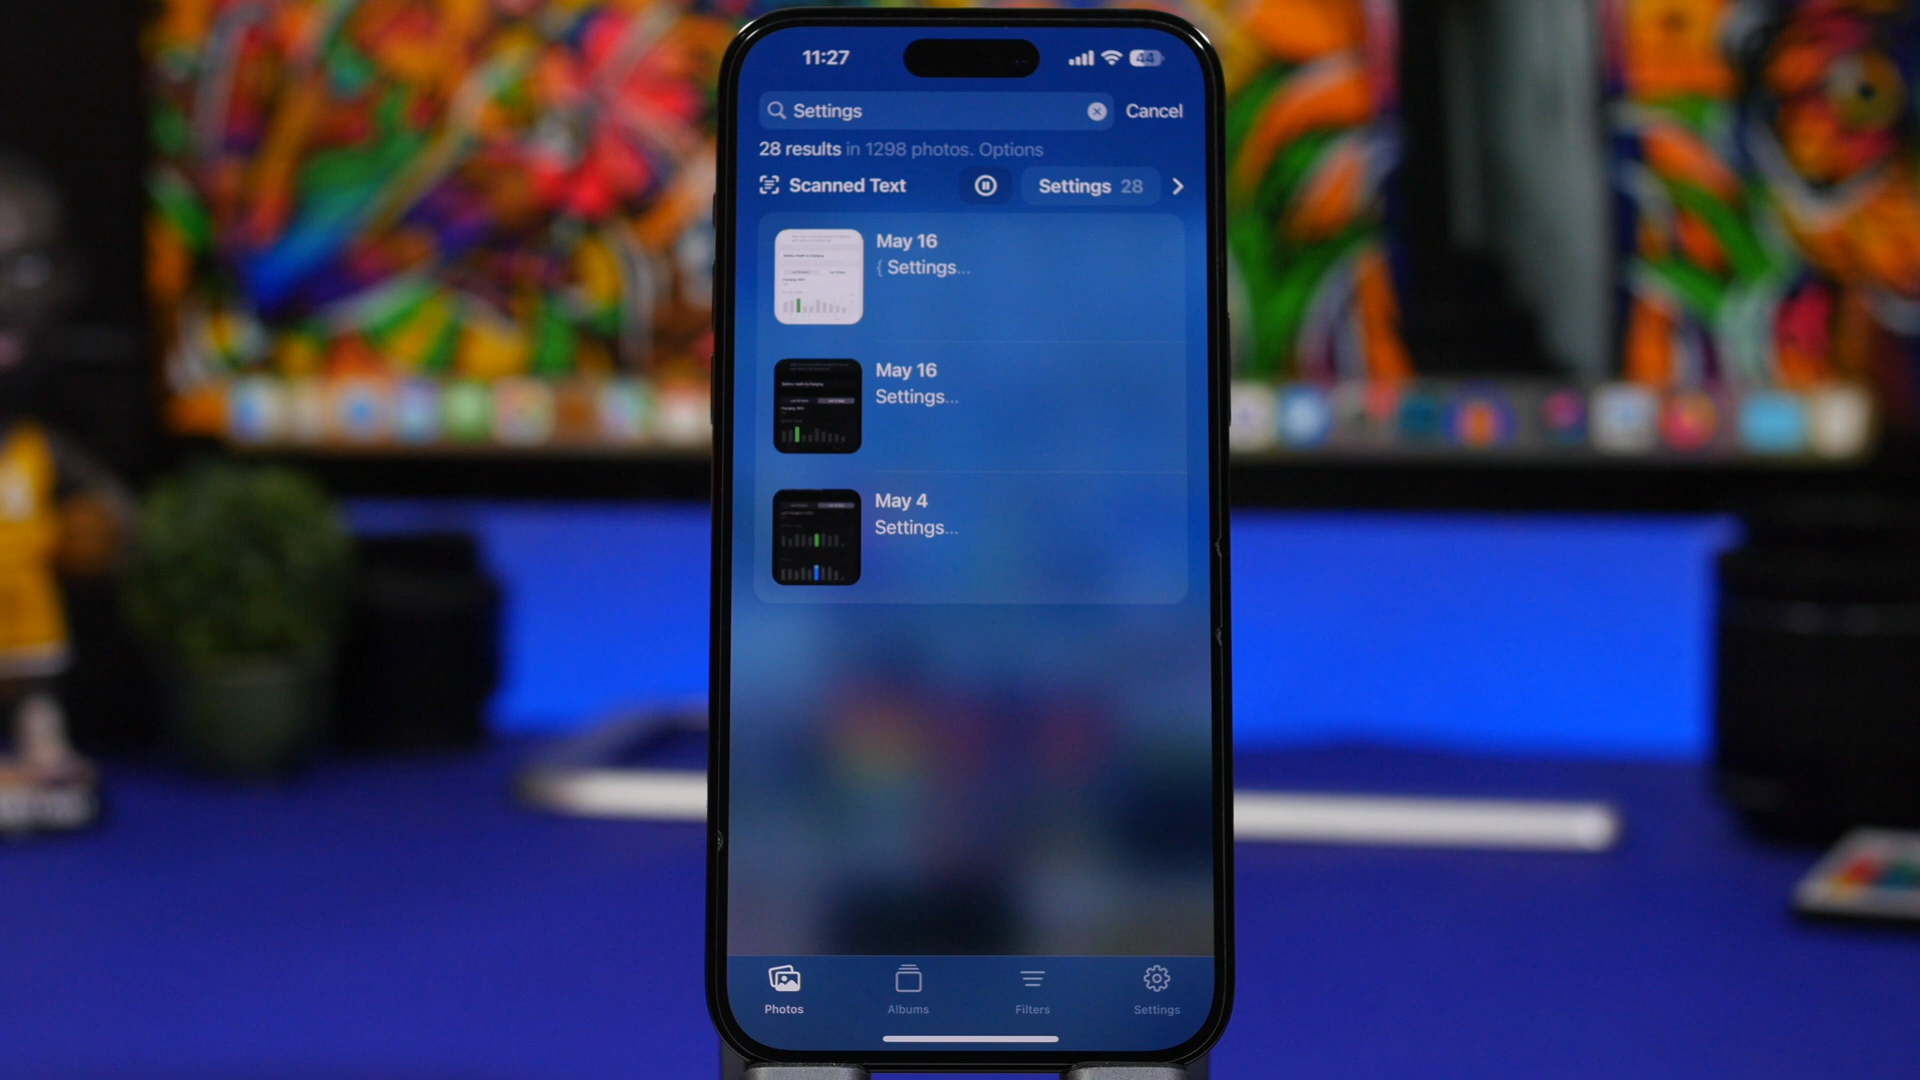 11:27
44
Settings
Cancel
28 results in 1298 photos. Options
Scanned Text
Settings 28
May 16
{ Settings...
May 16
Settings...
May 4
Settings...
Photos
Albums
Filters
Settings